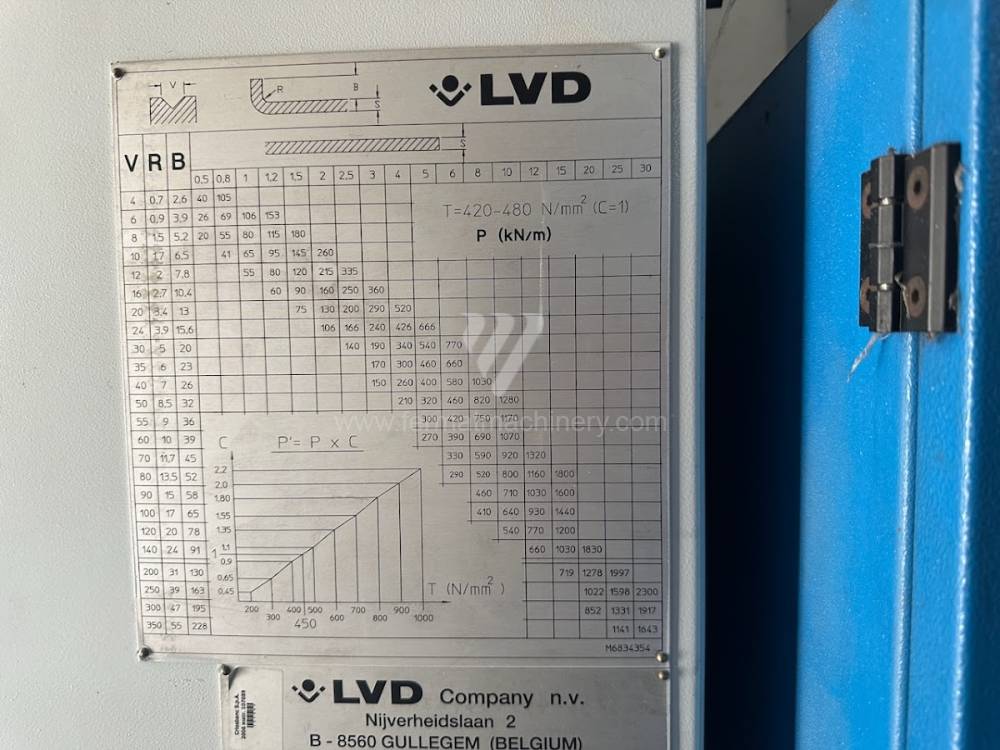 V R B S S
LVD
V R B
0,5 0,8 1 1,2 1,5 2 2,5 3 4 5 6 8 10 12 15 20 25 30
4 0,7 2,6 40 105
T=420-480 N/mm² (C=1)
6 0,9 3,9 26 69 106 153
P (kN/m)
8 1,5 5,2 20 55 80 115 180
10 1,7 6,5 41 65 95 145 260
12 2 7,8 55 80 120 215 335
16 2,7 10,4 60 90 160 250 360
20 3,4 13 75 130 200 290 520
24 3,9 15,6 106 166 240 426 666
30 5 20 140 190 340 540 770
35 6 23 170 300 460 660
40 7 26 150 260 400 580 1030
50 8,5 32 210 320 460 820 1280
55 9 36 300 420 750 1170
60 10 39 270 390 690 1070
70 11,7 45 330 590 920 1320
80 13,5 52 290 520 800 1160 1800
90 15 58 460 710 1030 1600
100 17 65 410 640 930 1440
120 20 78 540 770 1200
140 24 91 660 1030 1830
200 31 130 719 1278 1997
250 39 163 1022 1598 2300
300 47 195 852 1331 1917
350 55 228 1141 1643
C P'= P x C
2,2
2,0
1,80
1,55
1,35
1 1,1
0,9
0,65
0,45
T (N/mm²)
200 300 400 450 500 600 700 800 900 1000
M6834354
LVD Company n.v.
Nijverheidslaan 2
B - 8560 GULLEGEM (BELGIUM)